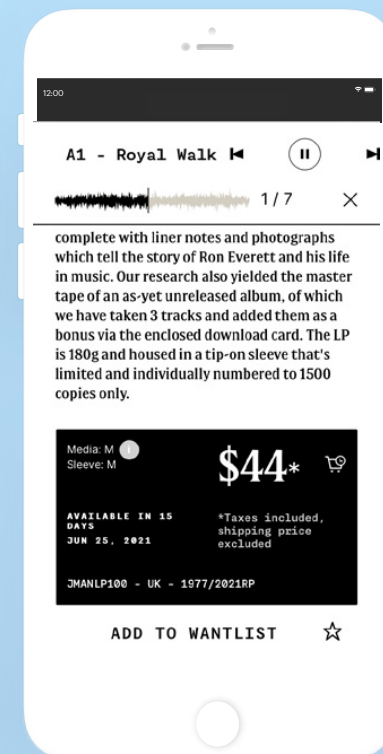 12:00
A1 - Royal Walk
1/7
complete with liner notes and photographs
which tell the story of Ron Everett and his life
in music. Our research also yielded the master
tape of an as-yet unreleased album, of which
we have taken 3 tracks and added them as a
bonus via the enclosed download card. The LP
is 180g and housed in a tip-on sleeve that's
limited and individually numbered to 1500
copies only.
Media: M i
Sleeve: M
$44*
AVAILABLE IN 15
DAYS
JUN 25, 2021
*Taxes included,
shipping price
excluded
JMANLP100 - UK - 1977/2021RP
ADD TO WANTLIST